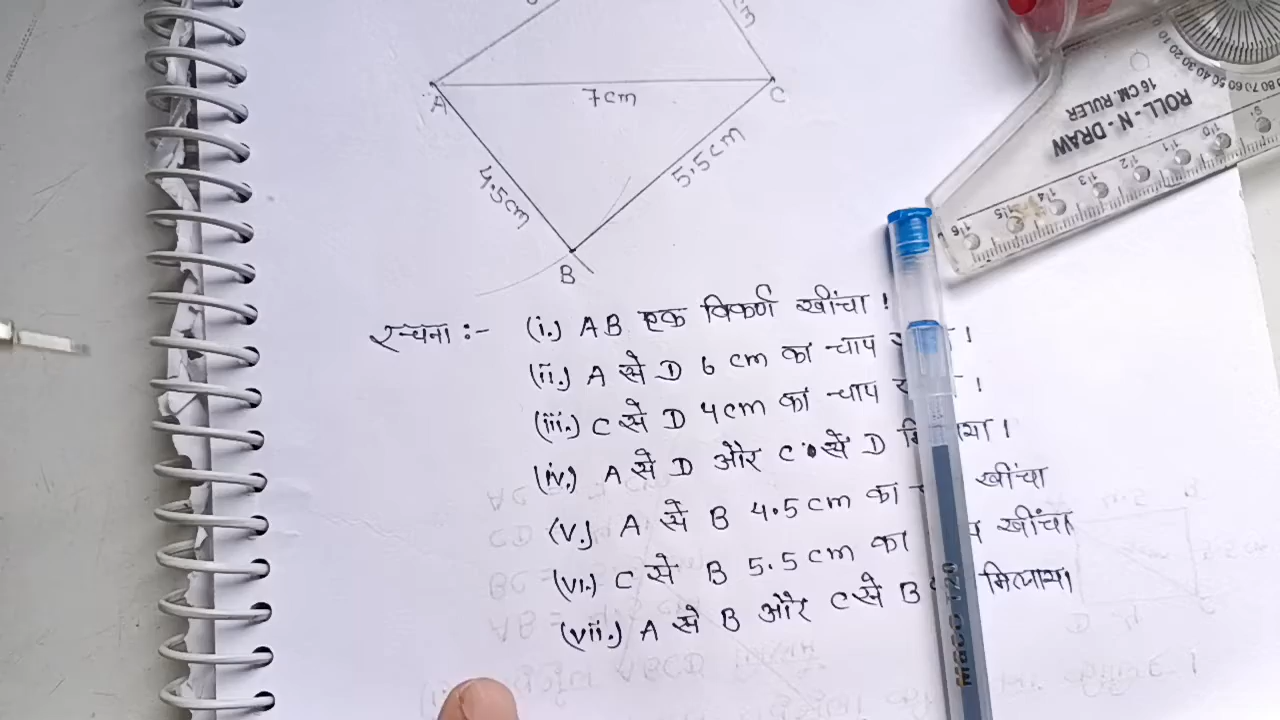 cm
A
7cm
C
4.5cm
5.5cm
B
ROLL-N-DRAW
16 CM. RULER
रचना :- (i.) AB एक विकर्ण खींचा।
(ii.) A से D 6 cm का चाप
(iii.) C से D 4cm का चाप
(iv.) A से D और C से D
(v.) A से B 4.5cm का खींचा
(vi.) C से B 5.5cm का खींचा
(vii.) A से B और C से B मिलाया।